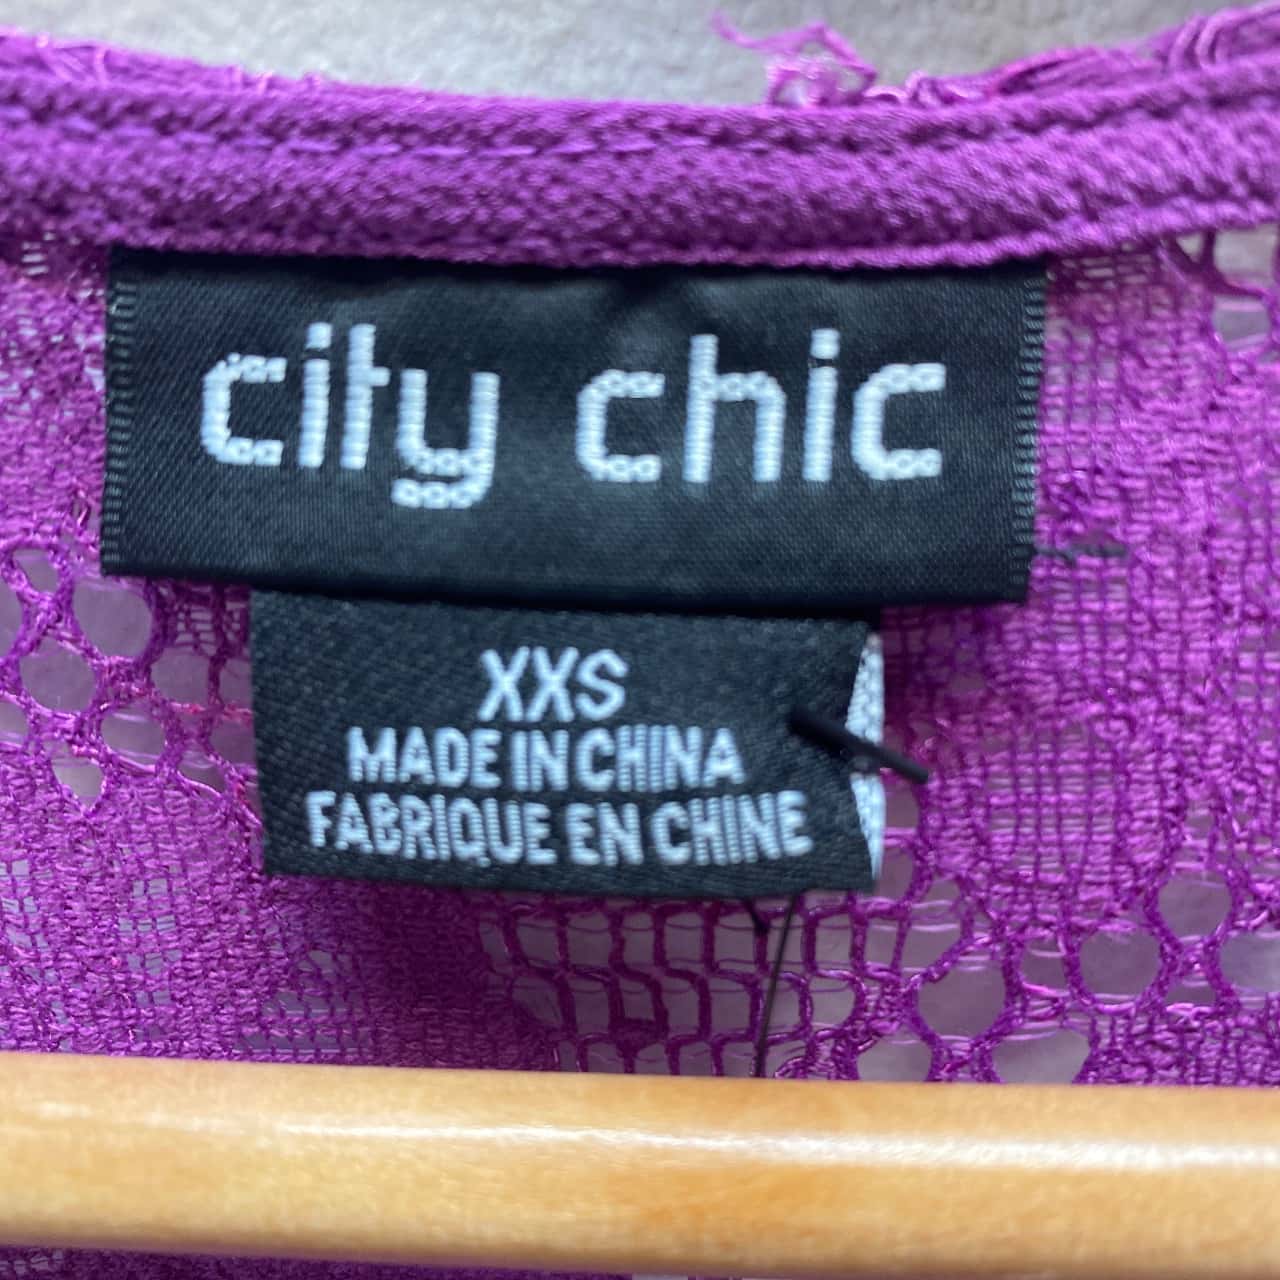 city chic
XXS
MADE IN CHINA
FABRIQUE EN CHINE